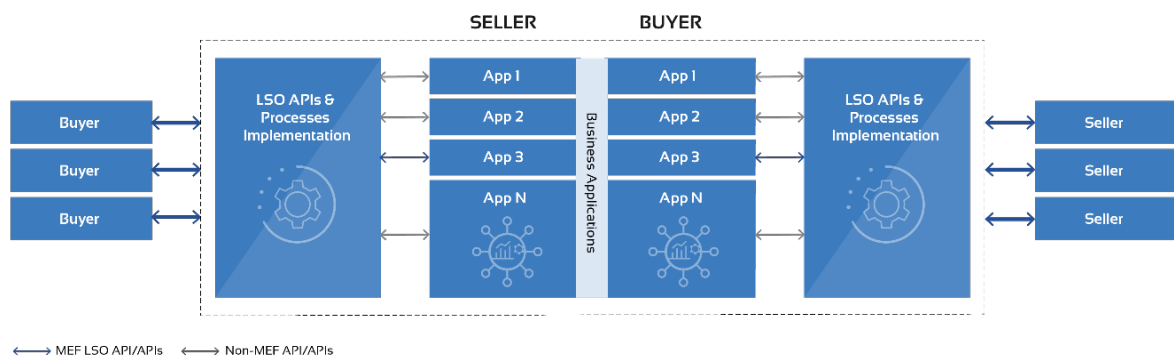 SELLER
BUYER
LSO APIs &
Processes
Implementation
App 1
App 2
App 3
App N
Business Applications
App 1
App 2
App 3
App N
LSO APIs &
Processes
Implementation
Buyer
Buyer
Buyer
Seller
Seller
Seller
MEF LSO API/APIs
Non-MEF API/APIs